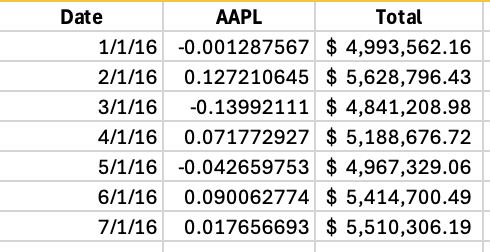 Date AAPL Total
1/1/16 -0.001287567 $ 4,993,562.16
2/1/16 0.127210645 $ 5,628,796.43
3/1/16 -0.13992111 $ 4,841,208.98
4/1/16 0.071772927 $ 5,188,676.72
5/1/16 -0.042659753 $ 4,967,329.06
6/1/16 0.090062774 $ 5,414,700.49
7/1/16 0.017656693 $ 5,510,306.19